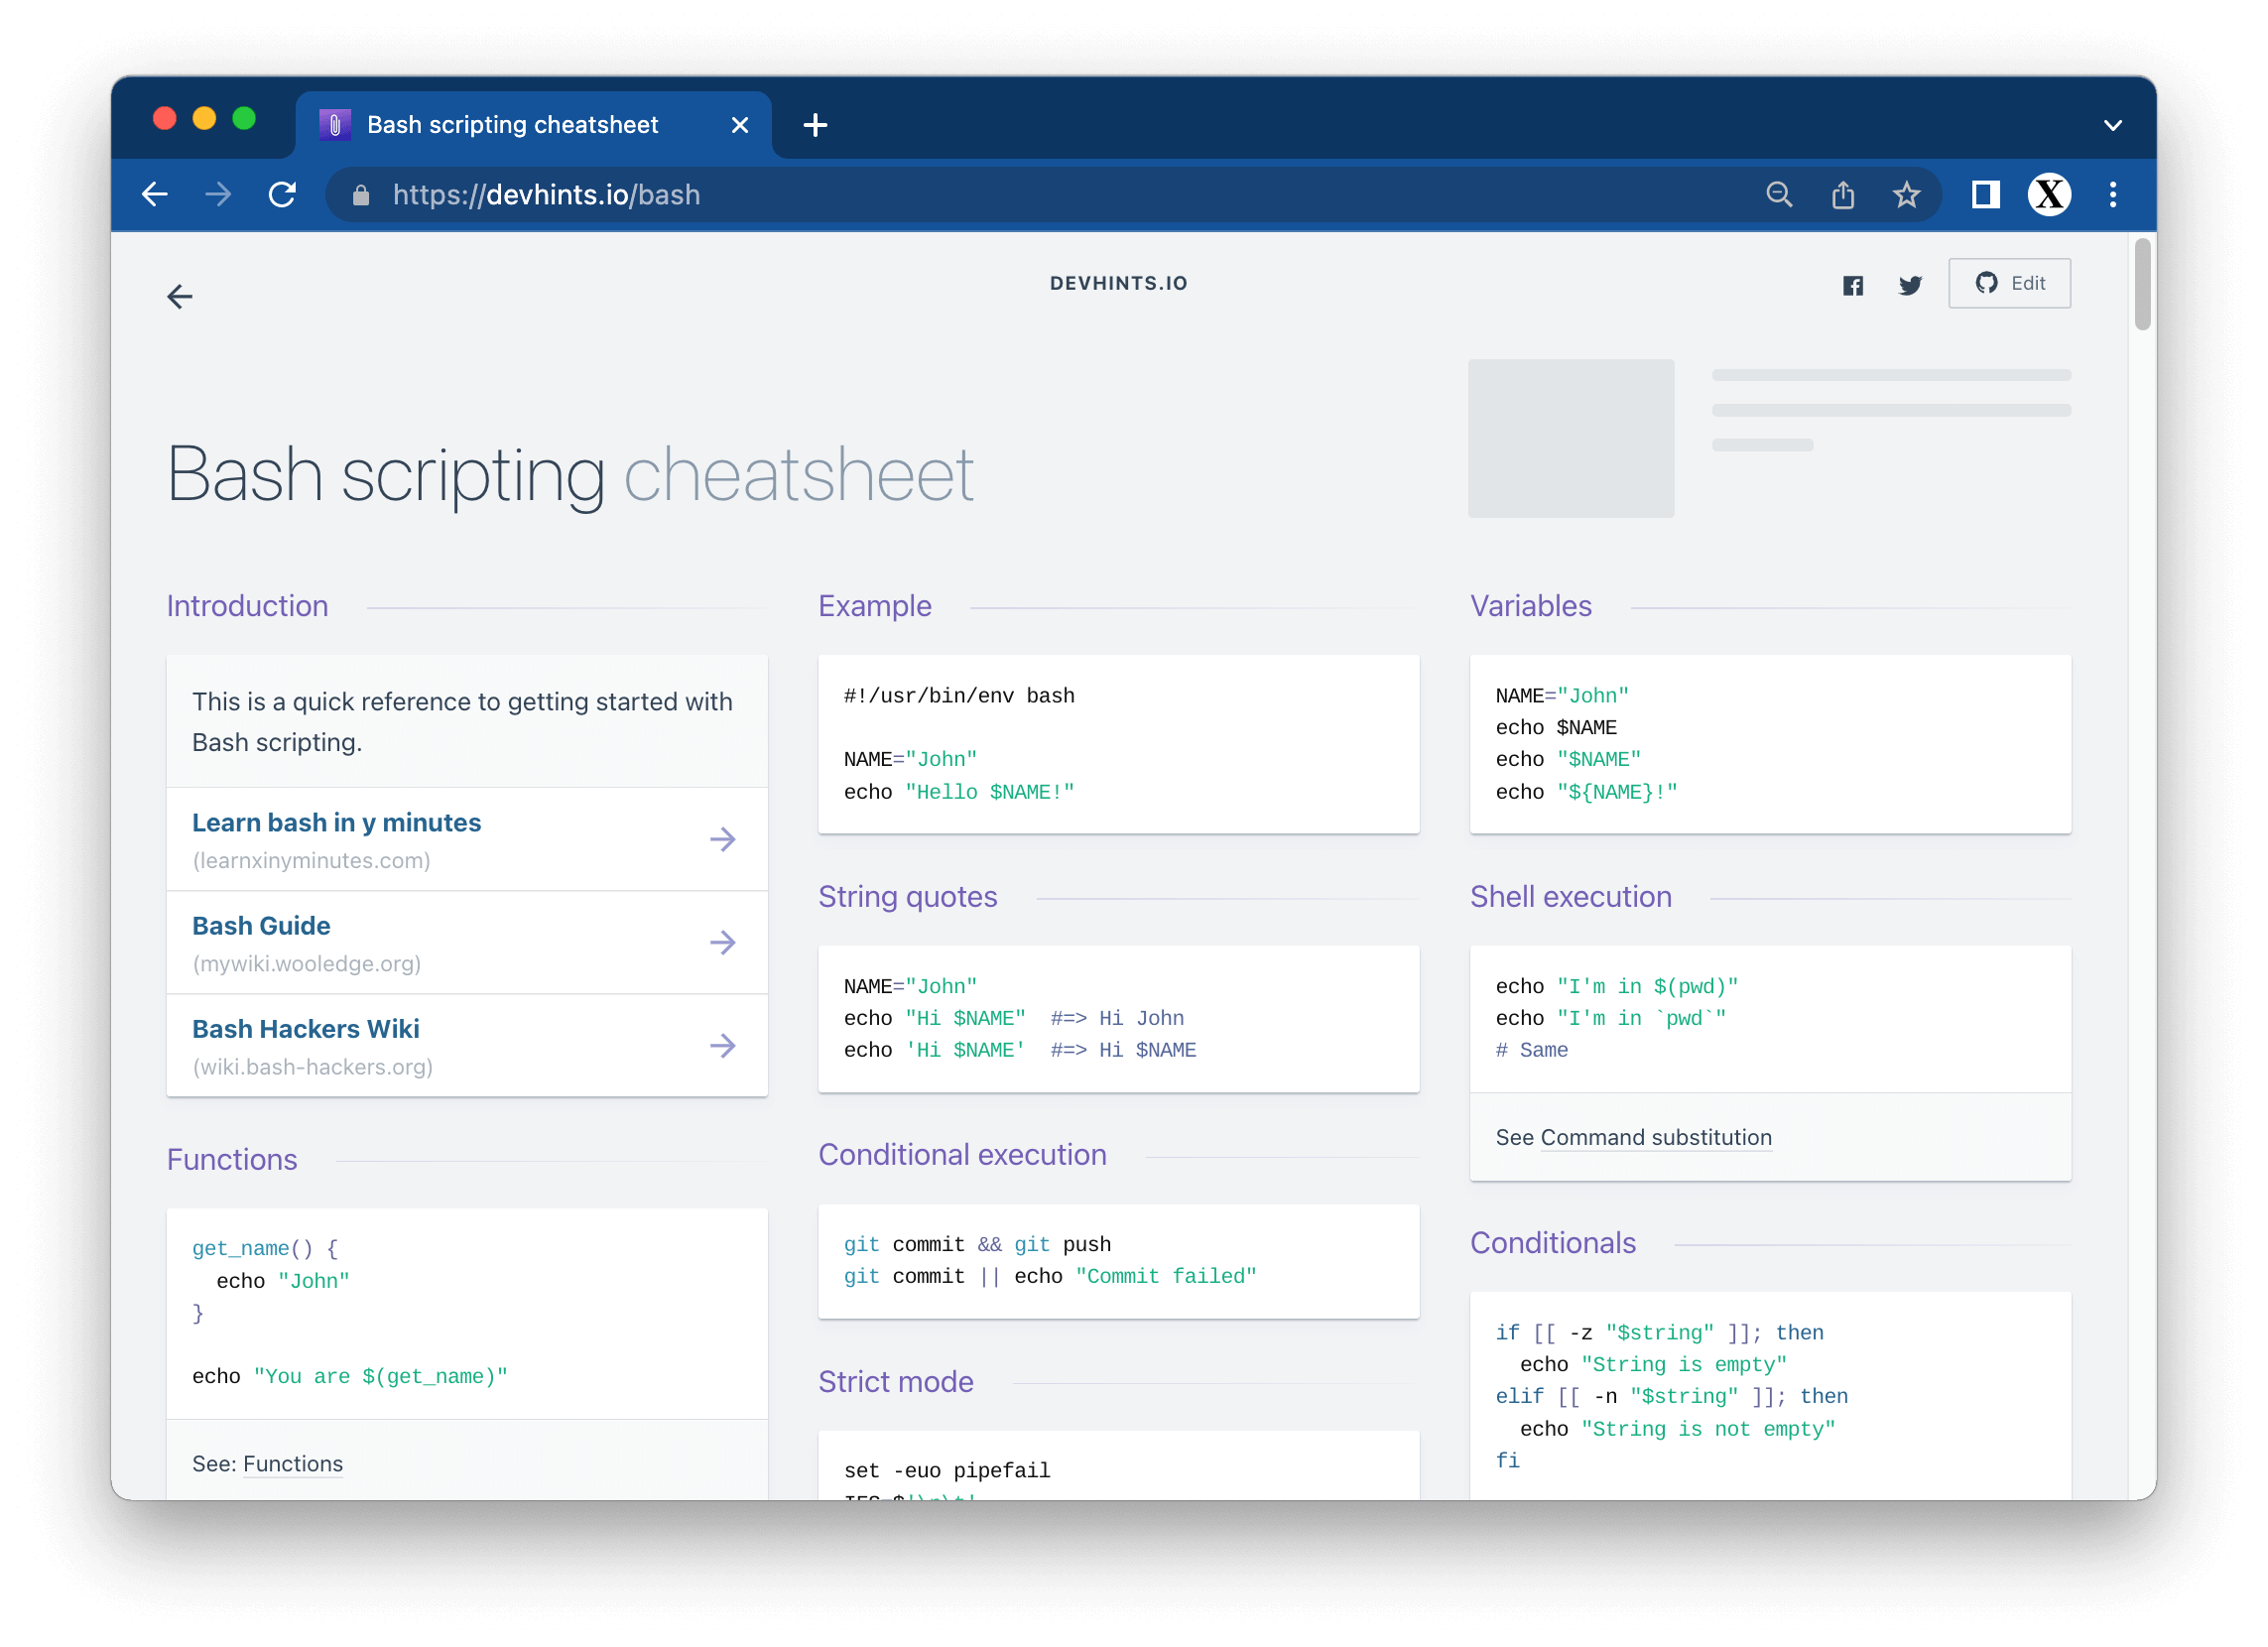 Bash scripting cheatsheet
https://devhints.io/bash
X
DEVHINTS.IO
Edit
Bash scripting cheatsheet
Introduction
This is a quick reference to getting started with
Bash scripting.
Learn bash in y minutes
(learnxinyminutes.com)
Bash Guide
(mywiki.wooledge.org)
Bash Hackers Wiki
(wiki.bash-hackers.org)
Functions
get_name() {
  echo "John"
}
echo "You are $(get_name)"
See: Functions
Example
#!/usr/bin/env bash
NAME="John"
echo "Hello $NAME!"
String quotes
NAME="John"
echo "Hi $NAME"  #=> Hi John
echo 'Hi $NAME'  #=> Hi $NAME
Conditional execution
git commit && git push
git commit || echo "Commit failed"
Strict mode
set -euo pipefail
IFS=$'\n\t'
Variables
NAME="John"
echo $NAME
echo "$NAME"
echo "${NAME}!"
Shell execution
echo "I'm in $(pwd)"
echo "I'm in `pwd`"
# Same
See Command substitution
Conditionals
if [[ -z "$string" ]]; then
  echo "String is empty"
elif [[ -n "$string" ]]; then
  echo "String is not empty"
fi